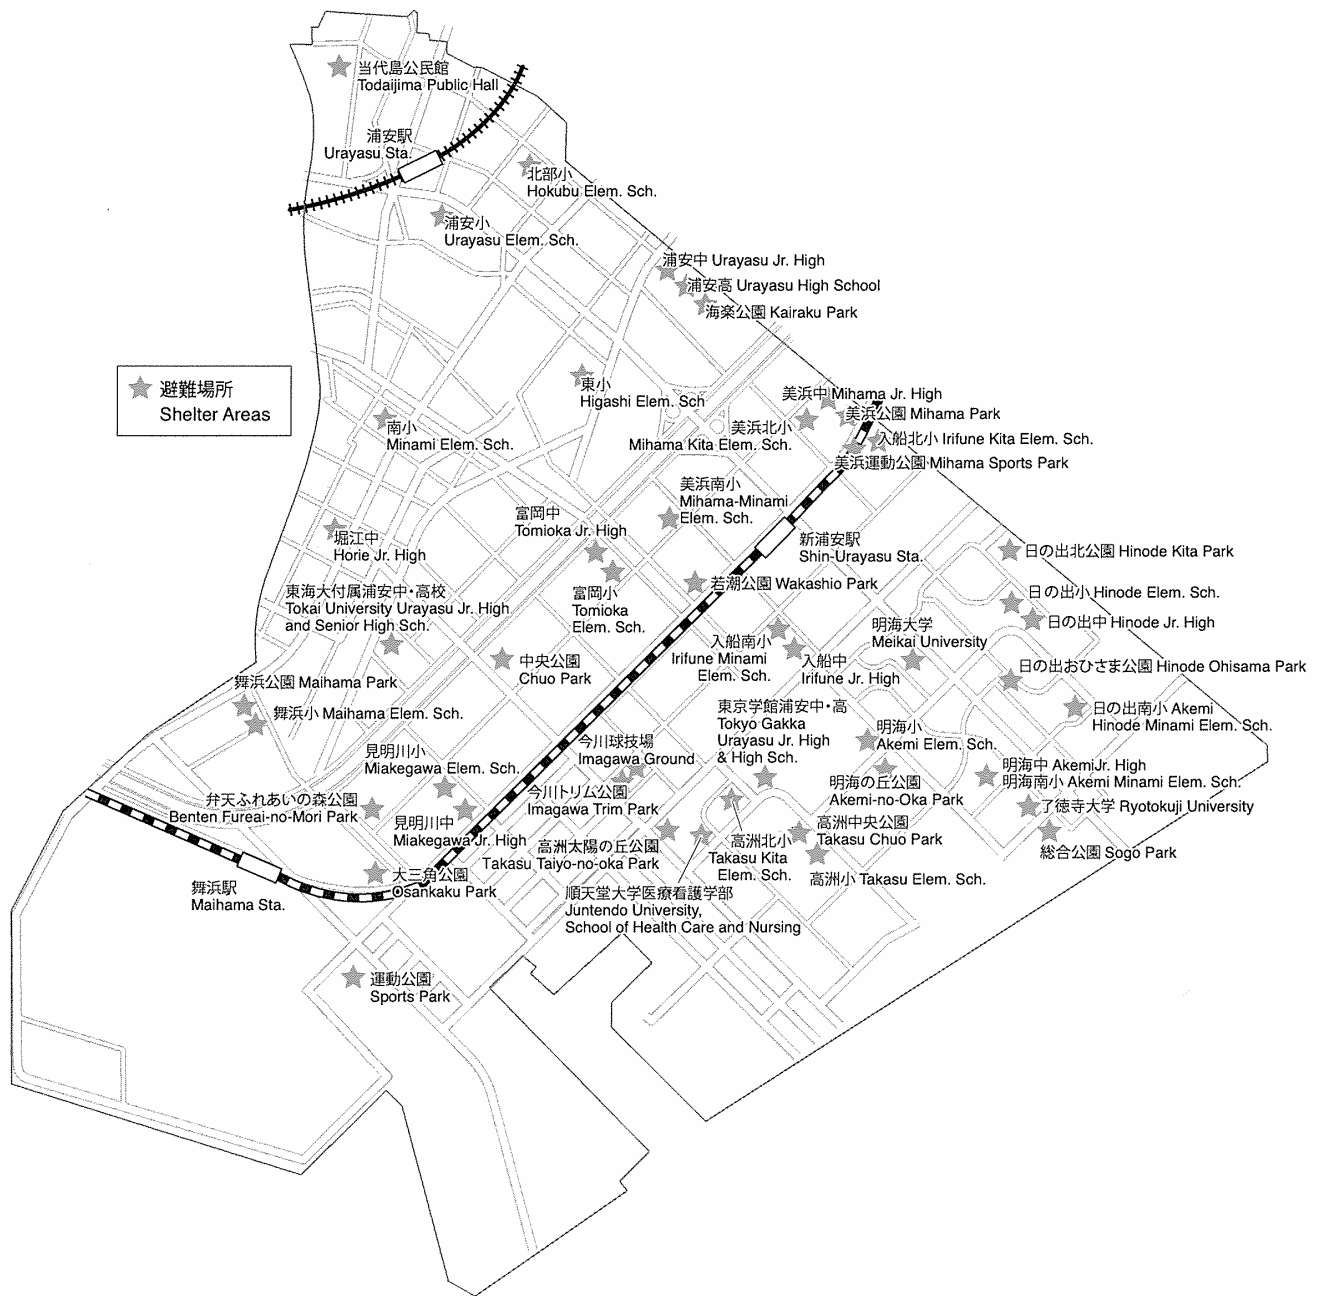 当代島公民館
Todaijima Public Hall
浦安駅
Urayasu Sta.
北部小
Hokubu Elem. Sch.
浦安小
Urayasu Elem. Sch.
浦安中 Urayasu Jr. High
浦安高 Urayasu High School
海楽公園 Kairaku Park
避難場所
Shelter Areas
東小
Higashi Elem. Sch
南小
Minami Elem. Sch.
美浜中 Mihama Jr. High
美浜公園 Mihama Park
美浜北小
Mihama Kita Elem. Sch.
入船北小 Irifune Kita Elem. Sch.
美浜運動公園 Mihama Sports Park
美浜南小
Mihama-Minami
Elem. Sch.
富岡中
Tomioka Jr. High
堀江中
Horie Jr. High
新浦安駅
Shin-Urayasu Sta.
日の出北公園 Hinode Kita Park
若潮公園 Wakashio Park
富岡小
Tomioka
Elem. Sch.
東海大付属浦安中・高校
Tokai University Urayasu Jr. High
and Senior High Sch.
日の出小 Hinode Elem. Sch.
日の出中 Hinode Jr. High
明海大学
Meikai University
入船南小
Irifune Minami
Elem. Sch.
入船中
Irifune Jr. High
中央公園
Chuo Park
日の出おひさま公園 Hinode Ohisama Park
舞浜公園 Maihama Park
舞浜小 Maihama Elem. Sch.
日の出南小 Akemi
Hinode Minami Elem. Sch.
東京学館浦安中・高
Tokyo Gakka
Urayasu Jr. High
& High Sch.
明海小
Akemi Elem. Sch.
今川球技場
Imagawa Ground
見明川小
Miakegawa Elem. Sch.
明海中 AkemiJr. High
明海南小 Akemi Minami Elem. Sch.
明海の丘公園
Akemi-no-Oka Park
今川トリム公園
Imagawa Trim Park
弁天ふれあいの森公園
Benten Fureai-no-Mori Park
了徳寺大学 Ryotokuji University
見明川中
Miakegawa Jr. High
高洲中央公園
Takasu Chuo Park
高洲北小
Takasu Kita
Elem. Sch.
高洲太陽の丘公園
Takasu Taiyo-no-oka Park
総合公園 Sogo Park
高洲小 Takasu Elem. Sch.
大三角公園
Osankaku Park
舞浜駅
Maihama Sta.
順天堂大学医療看護学部
Juntendo University,
School of Health Care and Nursing
運動公園
Sports Park